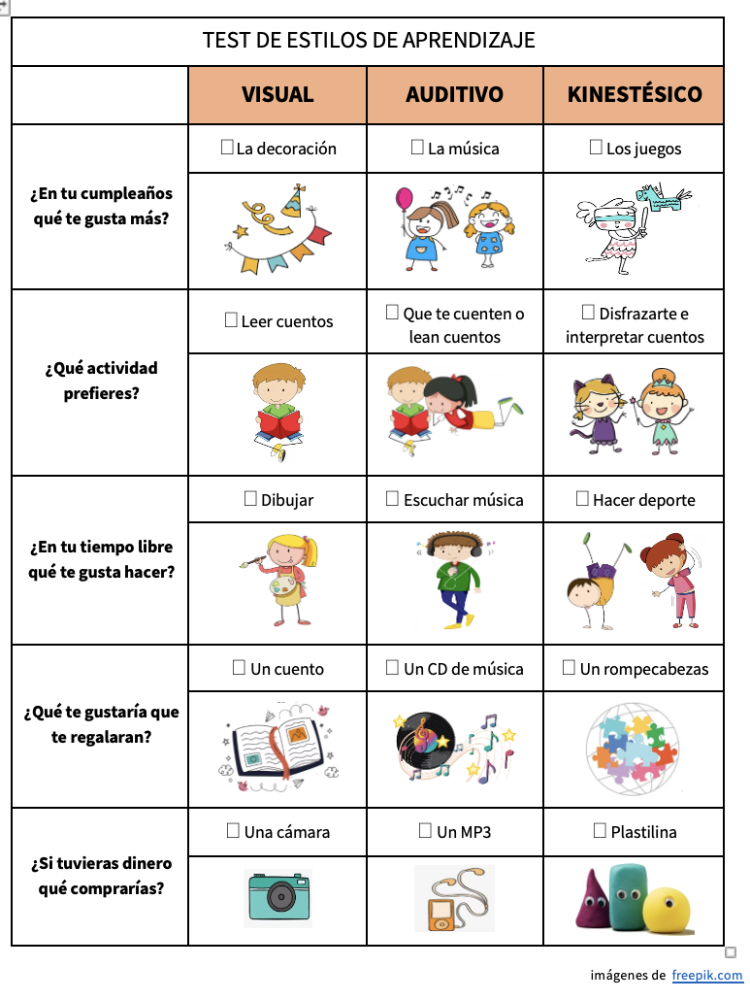 TEST DE ESTILOS DE APRENDIZAJE
VISUAL
AUDITIVO
KINESTÉSICO
¿En tu cumpleaños
qué te gusta más?
☐ La decoración
☐ La música
☐ Los juegos
¿Qué actividad
prefieres?
☐ Leer cuentos
☐ Que te cuenten o
lean cuentos
☐ Disfrazarte e
interpretar cuentos
¿En tu tiempo libre
qué te gusta hacer?
☐ Dibujar
☐ Escuchar música
☐ Hacer deporte
¿Qué te gustaría que
te regalaran?
☐ Un cuento
☐ Un CD de música
☐ Un rompecabezas
¿Si tuvieras dinero
qué comprarías?
☐ Una cámara
☐ Un MP3
☐ Plastilina
imágenes de freepik.com